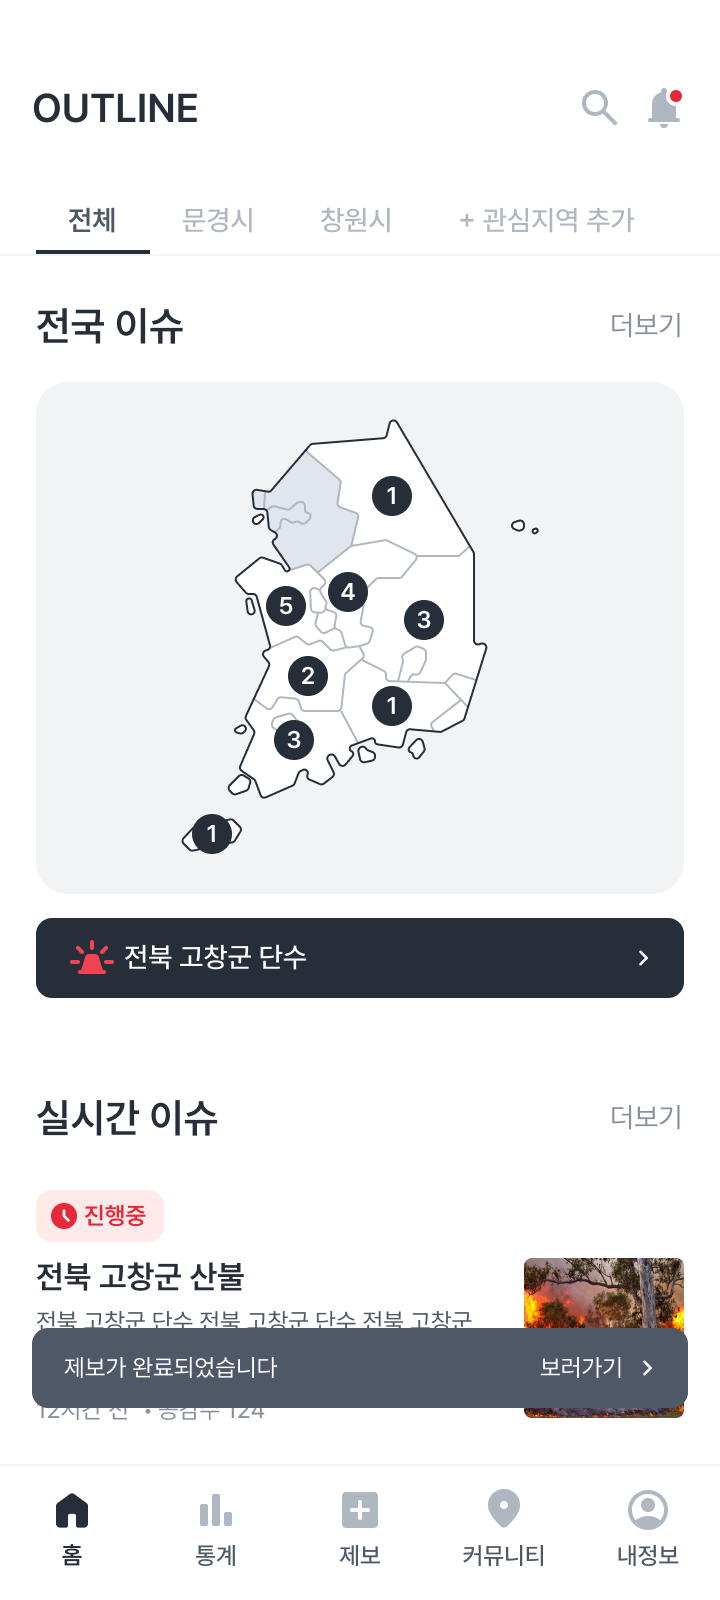 OUTLINE
전체 문경시 창원시 + 관심지역 추가
전국 이슈 더보기
1
4
5
3
2
1
3
1
전북 고창군 단수
실시간 이슈 더보기
진행중
전북 고창군 산불
전북 고창군 단수 전북 고창군 단수 전북 고창군
제보가 완료되었습니다 보러가기
12시간 전 • 공감수 124
홈 통계 제보 커뮤니티 내정보